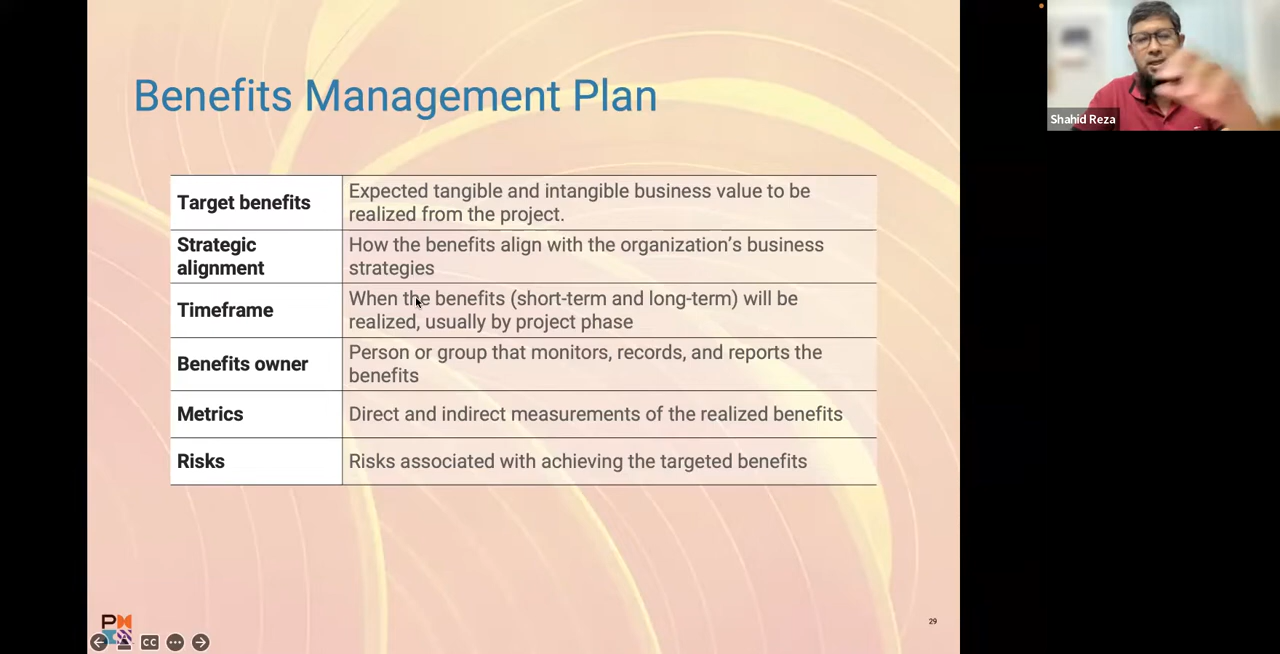 Benefits Management Plan
Target benefits
Expected tangible and intangible business value to be
realized from the project.
Strategic
alignment
How the benefits align with the organization's business
strategies
Timeframe
When the benefits (short-term and long-term) will be
realized, usually by project phase
Benefits owner
Person or group that monitors, records, and reports the
benefits
Metrics
Direct and indirect measurements of the realized benefits
Risks
Risks associated with achieving the targeted benefits
29
CC
Shahid Reza